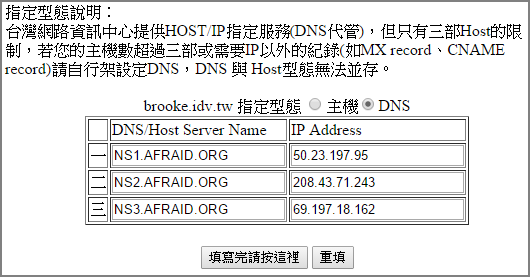 指定型態說明：
台灣網路資訊中心提供HOST/IP指定服務(DNS代管)，但只有三部Host的限
制，若您的主機數超過三部或需要IP以外的紀錄(如MX record、CNAME
record)請自行架設定DNS，DNS 與 Host型態無法並存。
brooke.idv.tw 指定型態 主機 DNS
DNS/Host Server Name IP Address
一 NS1.AFRAID.ORG 50.23.197.95
二 NS2.AFRAID.ORG 208.43.71.243
三 NS3.AFRAID.ORG 69.197.18.162
填寫完請按這裡 重填